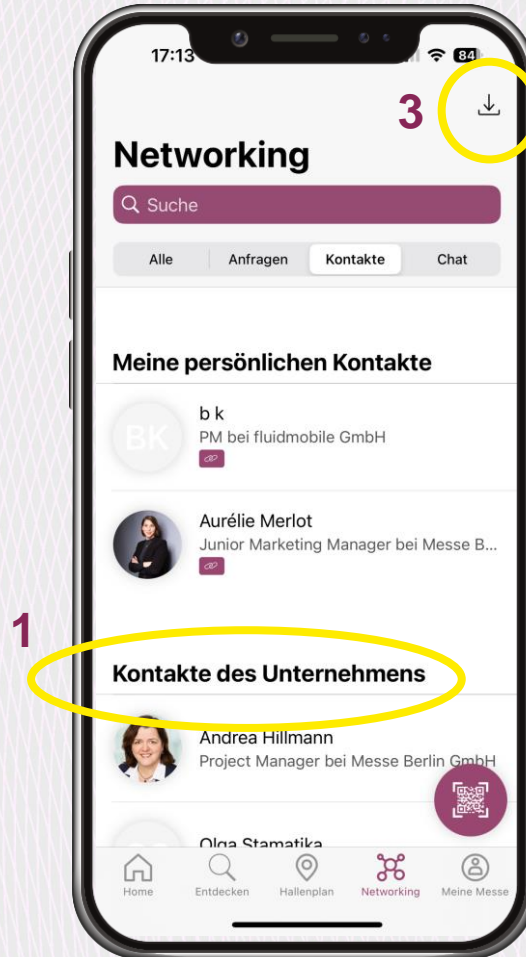 17:13
84
3
Networking
Suche
Alle Anfragen Kontakte Chat
Meine persönlichen Kontakte
BK
b k
PM bei fluidmobile GmbH
Aurélie Merlot
Junior Marketing Manager bei Messe B...
1
Kontakte des Unternehmens
Andrea Hillmann
Project Manager bei Messe Berlin GmbH
Olga Stamatika
Home Entdecken Hallenplan Networking Meine Messe